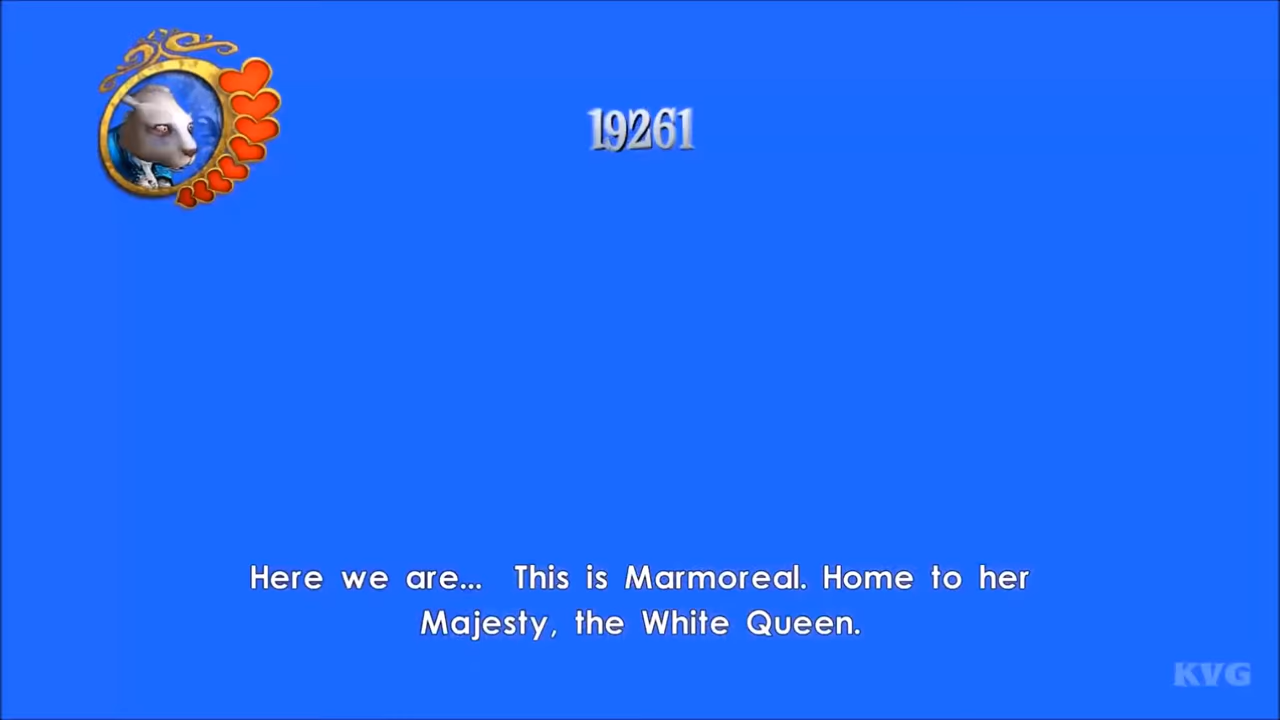 19261
Here we are... This is Marmoreal. Home to her
Majesty, the White Queen.
KVG